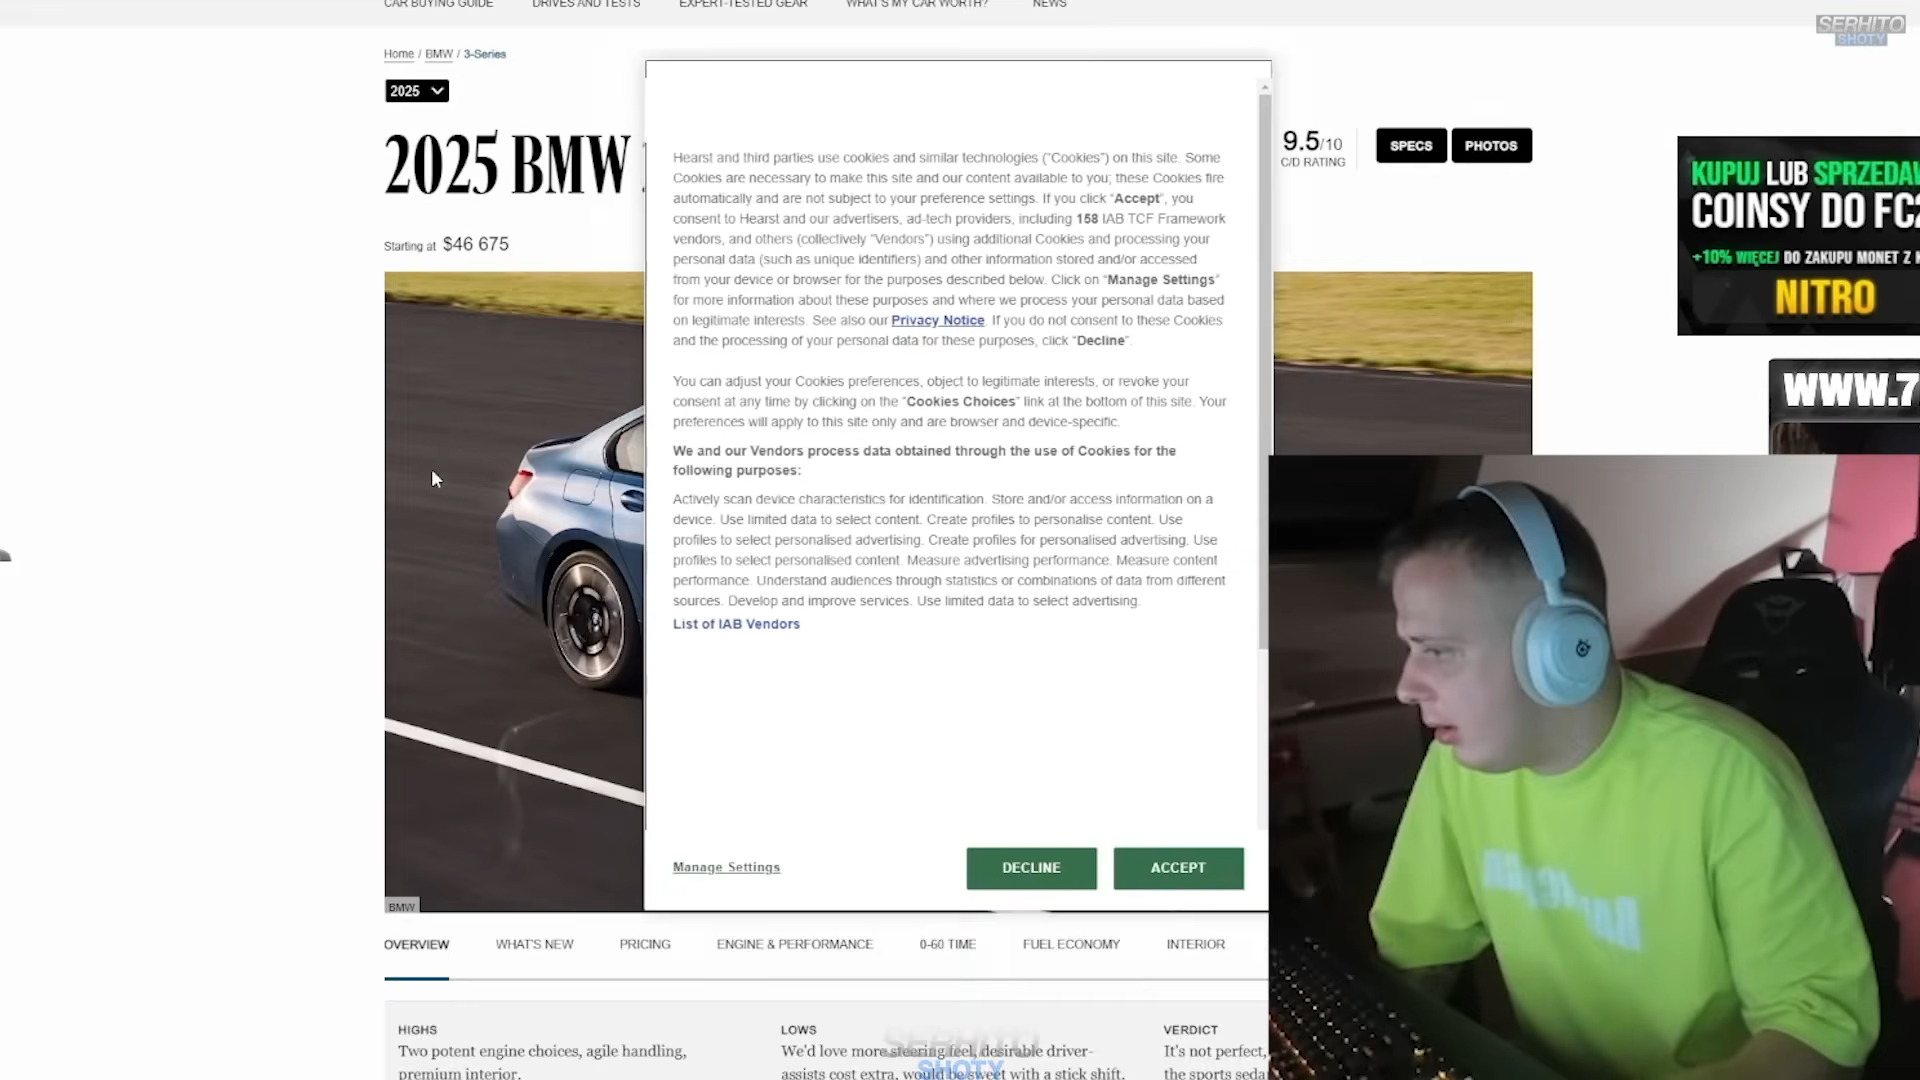 CAR BUYING GUIDE
DRIVES AND TESTS
EXPERT-TESTED GEAR
WHAT'S MY CAR WORTH?
NEWS
SERHITO
SHOTY
Home / BMW / 3-Series
2025
2025 BMW
9.5/10
C/D RATING
SPECS
PHOTOS
Starting at $46 675
KUPUJ LUB SPRZEDAW
COINSY DO FC2
+10% WIĘCEJ DO ZAKUPU MONET Z K
NITRO
WWW.7
Hearst and third parties use cookies and similar technologies ("Cookies") on this site. Some
Cookies are necessary to make this site and our content available to you; these Cookies fire
automatically and are not subject to your preference settings. If you click "Accept", you
consent to Hearst and our advertisers, ad-tech providers, including 158 IAB TCF Framework
vendors, and others (collectively "Vendors") using additional Cookies and processing your
personal data (such as unique identifiers) and other information stored and/or accessed
from your device or browser for the purposes described below. Click on "Manage Settings"
for more information about these purposes and where we process your personal data based
on legitimate interests. See also our Privacy Notice. If you do not consent to these Cookies
and the processing of your personal data for these purposes, click "Decline".
You can adjust your Cookies preferences, object to legitimate interests, or revoke your
consent at any time by clicking on the "Cookies Choices" link at the bottom of this site. Your
preferences will apply to this site only and are browser and device-specific.
We and our Vendors process data obtained through the use of Cookies for the
following purposes:
Actively scan device characteristics for identification. Store and/or access information on a
device. Use limited data to select content. Create profiles to personalise content. Use
profiles to select personalised advertising. Create profiles for personalised advertising. Use
profiles to select personalised content. Measure advertising performance. Measure content
performance. Understand audiences through statistics or combinations of data from different
sources. Develop and improve services. Use limited data to select advertising.
List of IAB Vendors
Manage Settings
DECLINE
ACCEPT
BMW
OVERVIEW
WHAT'S NEW
PRICING
ENGINE & PERFORMANCE
0-60 TIME
FUEL ECONOMY
INTERIOR
HIGHS
Two potent engine choices, agile handling,
premium interior.
LOWS
We'd love more steering feel, desirable driver-
assists cost extra, would be sweet with a stick shift.
VERDICT
It's not perfect,
the sports seda
SERHITO
SHOTY